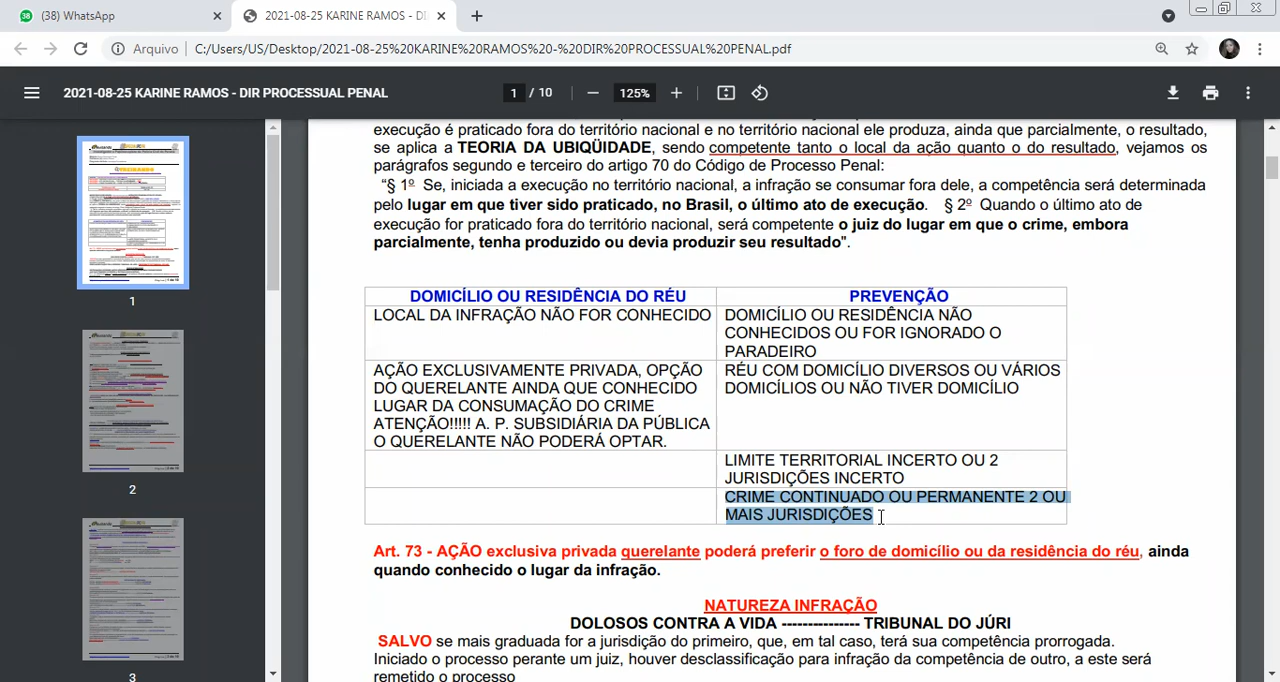 (38) WhatsApp
2021-08-25 KARINE RAMOS - DI
Arquivo
C:/Users/US/Desktop/2021-08-25%20KARINE%20RAMOS%20-%20DIR%20PROCESSUAL%20PENAL.pdf
2021-08-25 KARINE RAMOS - DIR PROCESSUAL PENAL
1 / 10
125%
execução é praticado fora do território nacional e no território nacional ele produza, ainda que parcialmente, o resultado,
se aplica a TEORIA DA UBIQÜIDADE, sendo competente tanto o local da ação quanto o do resultado, vejamos os
parágrafos segundo e terceiro do artigo 70 do Código de Processo Penal:
"§ 1º Se, iniciada a execução no território nacional, a infração se consumar fora dele, a competência será determinada
pelo lugar em que tiver sido praticado, no Brasil, o último ato de execução. § 2º Quando o último ato de
execução for praticado fora do território nacional, será competente o juiz do lugar em que o crime, embora
parcialmente, tenha produzido ou devia produzir seu resultado".
DOMICÍLIO OU RESIDÊNCIA DO RÉU
PREVENÇÃO
LOCAL DA INFRAÇÃO NÃO FOR CONHECIDO
DOMICÍLIO OU RESIDÊNCIA NÃO
CONHECIDOS OU FOR IGNORADO O
PARADEIRO
AÇÃO EXCLUSIVAMENTE PRIVADA, OPÇÃO
DO QUERELANTE AINDA QUE CONHECIDO
LUGAR DA CONSUMAÇÃO DO CRIME
ATENÇÃO!!!!! A. P. SUBSIDIÁRIA DA PÚBLICA
O QUERELANTE NÃO PODERÁ OPTAR.
RÉU COM DOMICÍLIO DIVERSOS OU VÁRIOS
DOMICÍLIOS OU NÃO TIVER DOMICÍLIO
LIMITE TERRITORIAL INCERTO OU 2
JURISDIÇÕES INCERTO
CRIME CONTINUADO OU PERMANENTE 2 OU
MAIS JURISDIÇÕES
Art. 73 - AÇÃO exclusiva privada querelante poderá preferir o foro de domicílio ou da residência do réu, ainda
quando conhecido o lugar da infração.
NATUREZA INFRAÇÃO
DOLOSOS CONTRA A VIDA --------------- TRIBUNAL DO JÚRI
SALVO se mais graduada for a jurisdição do primeiro, que, em tal caso, terá sua competência prorrogada.
Iniciado o processo perante um juiz, houver desclassificação para infração da competência de outro, a este será
remetido o processo
1
2
3